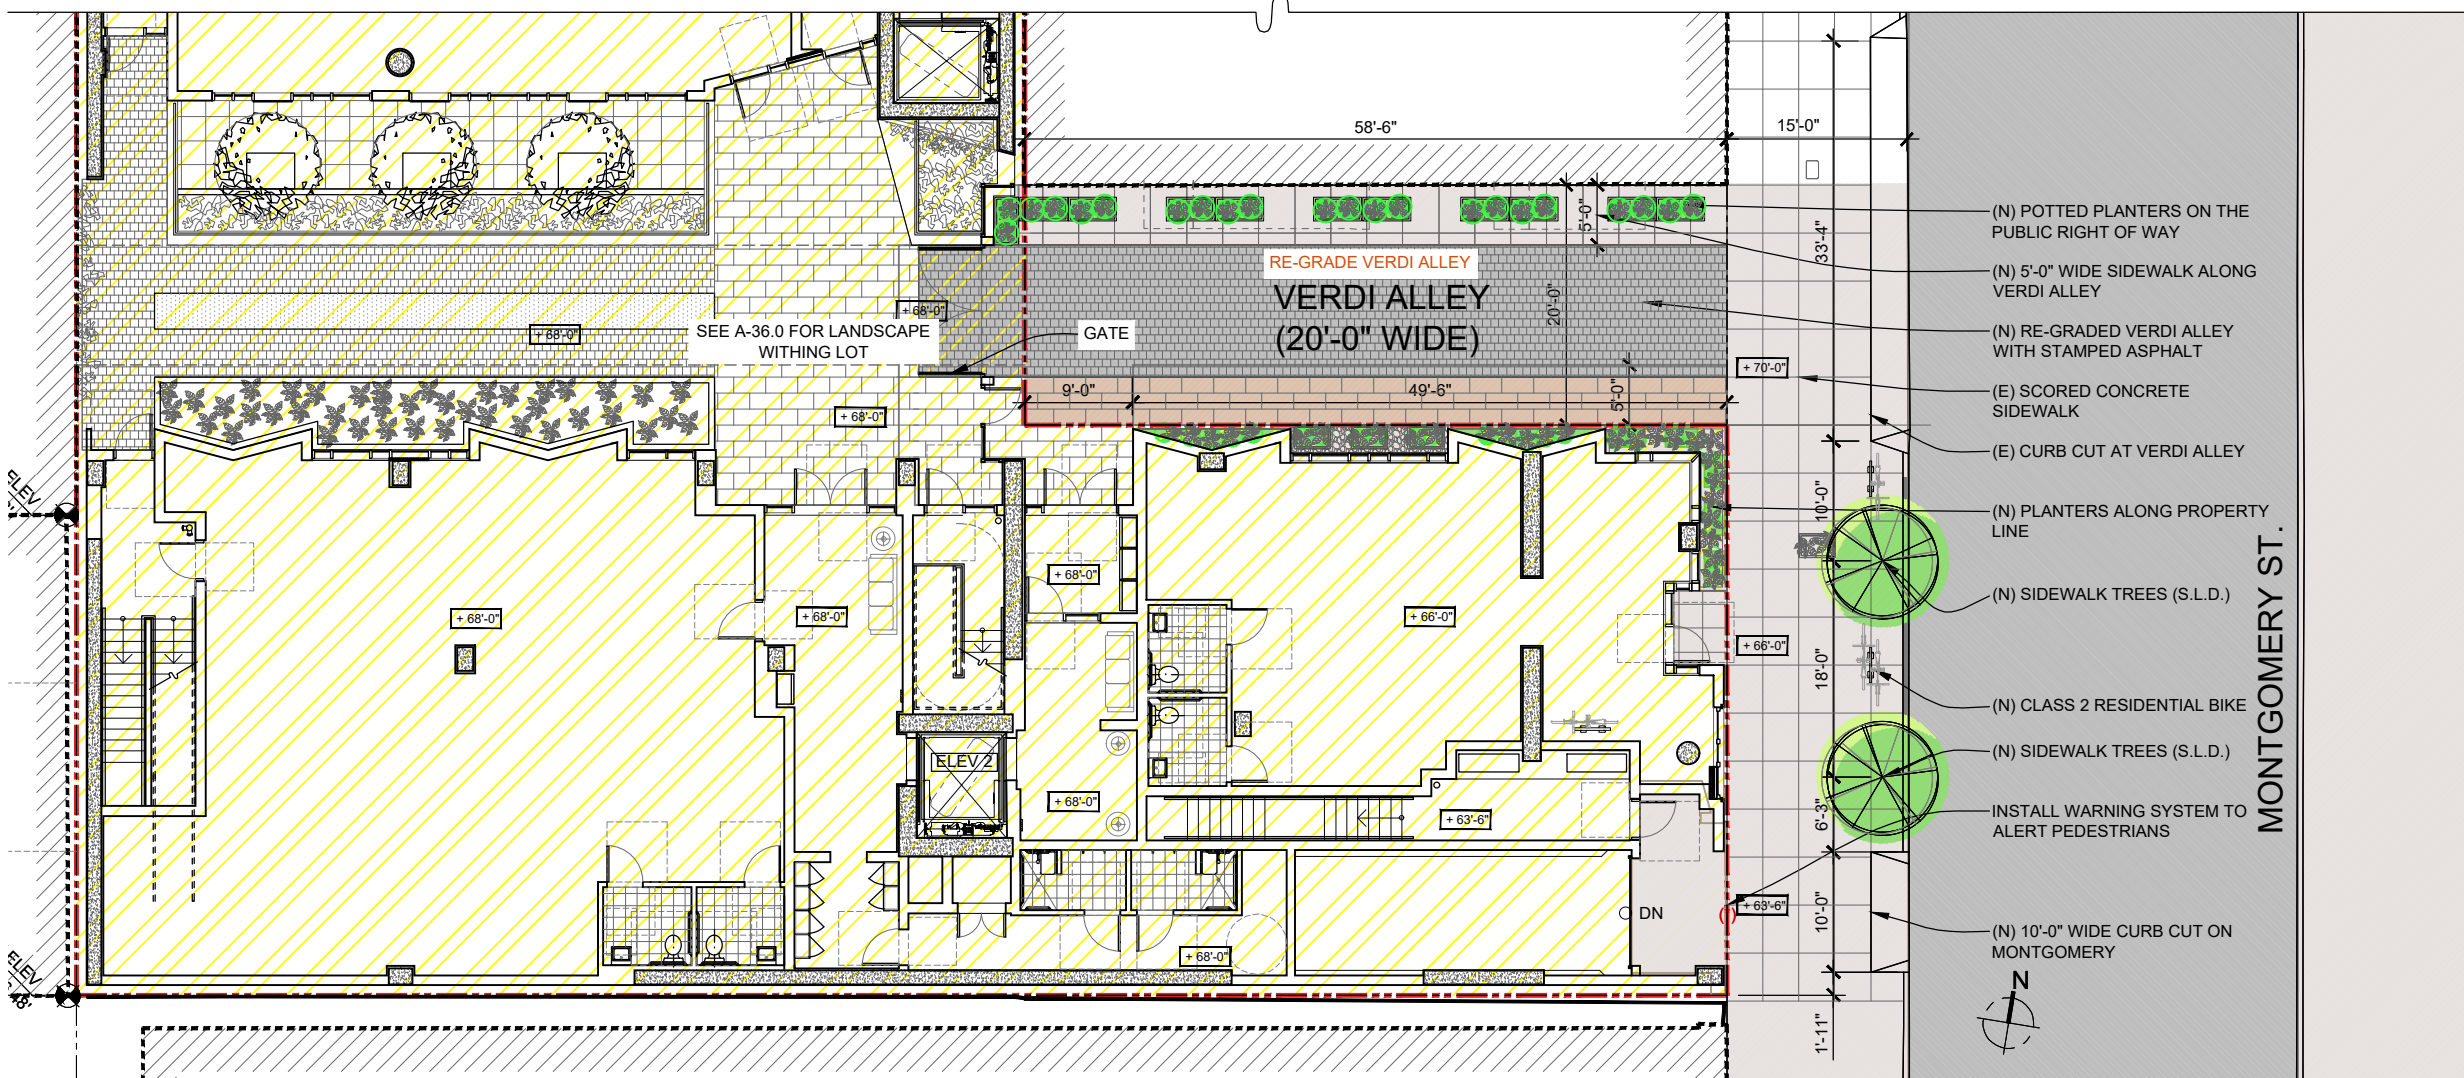 58'-6"
15'-0"
33'-4"
5'-0"
20'-0"
RE-GRADE VERDI ALLEY
VERDI ALLEY
(20'-0" WIDE)
+ 68'-0"
+ 68'-0"
SEE A-36.0 FOR LANDSCAPE
WITHING LOT
GATE
+ 70'-0"
9'-0"
49'-6"
5'-0"
+ 68'-0"
(N) POTTED PLANTERS ON THE
PUBLIC RIGHT OF WAY
(N) 5'-0" WIDE SIDEWALK ALONG
VERDI ALLEY
(N) RE-GRADED VERDI ALLEY
WITH STAMPED ASPHALT
(E) SCORED CONCRETE
SIDEWALK
(E) CURB CUT AT VERDI ALLEY
(N) PLANTERS ALONG PROPERTY
LINE
(N) SIDEWALK TREES (S.L.D.)
(N) CLASS 2 RESIDENTIAL BIKE
(N) SIDEWALK TREES (S.L.D.)
INSTALL WARNING SYSTEM TO
ALERT PEDESTRIANS
(N) 10'-0" WIDE CURB CUT ON
MONTGOMERY
MONTGOMERY ST.
N
ELEV
10'-0"
+ 68'-0"
+ 68'-0"
+ 68'-0"
+ 66'-0"
+ 66'-0"
18'-0"
ELEV 2
+ 68'-0"
+ 63'-6"
6'-3"
DN
(I)
+ 63'-6"
10'-0"
+ 68'-0"
ELEV
48'
1'-11"